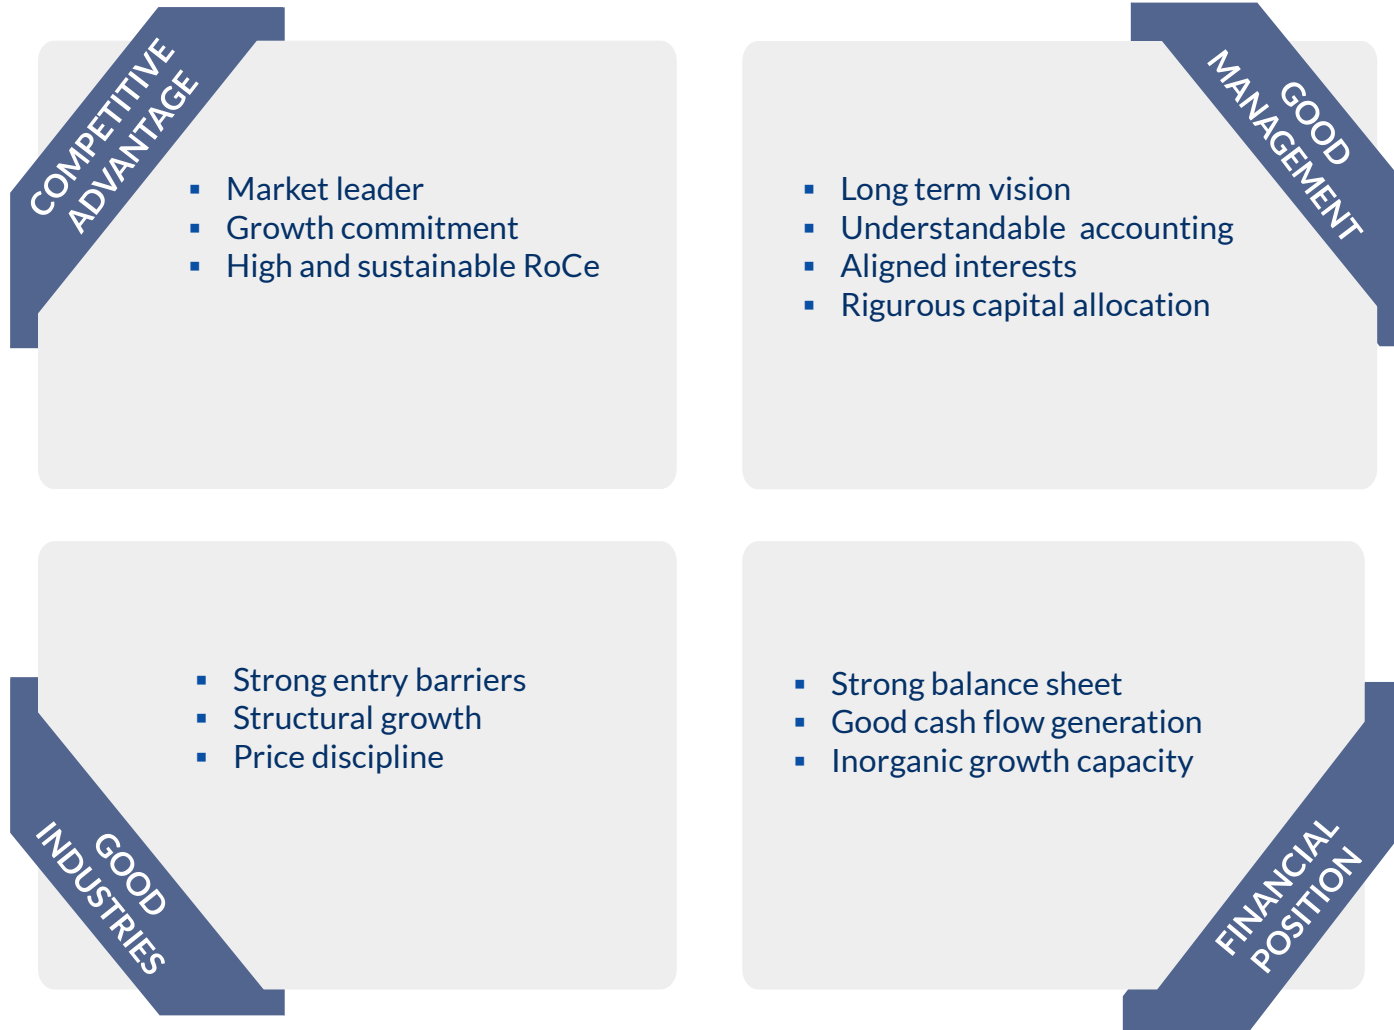 COMPETITIVE
ADVANTAGE
▪ Market leader
▪ Growth commitment
▪ High and sustainable RoCe
GOOD
MANAGEMENT
▪ Long term vision
▪ Understandable  accounting
▪ Aligned interests
▪ Rigurous capital allocation
GOOD
INDUSTRIES
▪ Strong entry barriers
▪ Structural growth
▪ Price discipline
FINANCIAL
POSITION
▪ Strong balance sheet
▪ Good cash flow generation
▪ Inorganic growth capacity